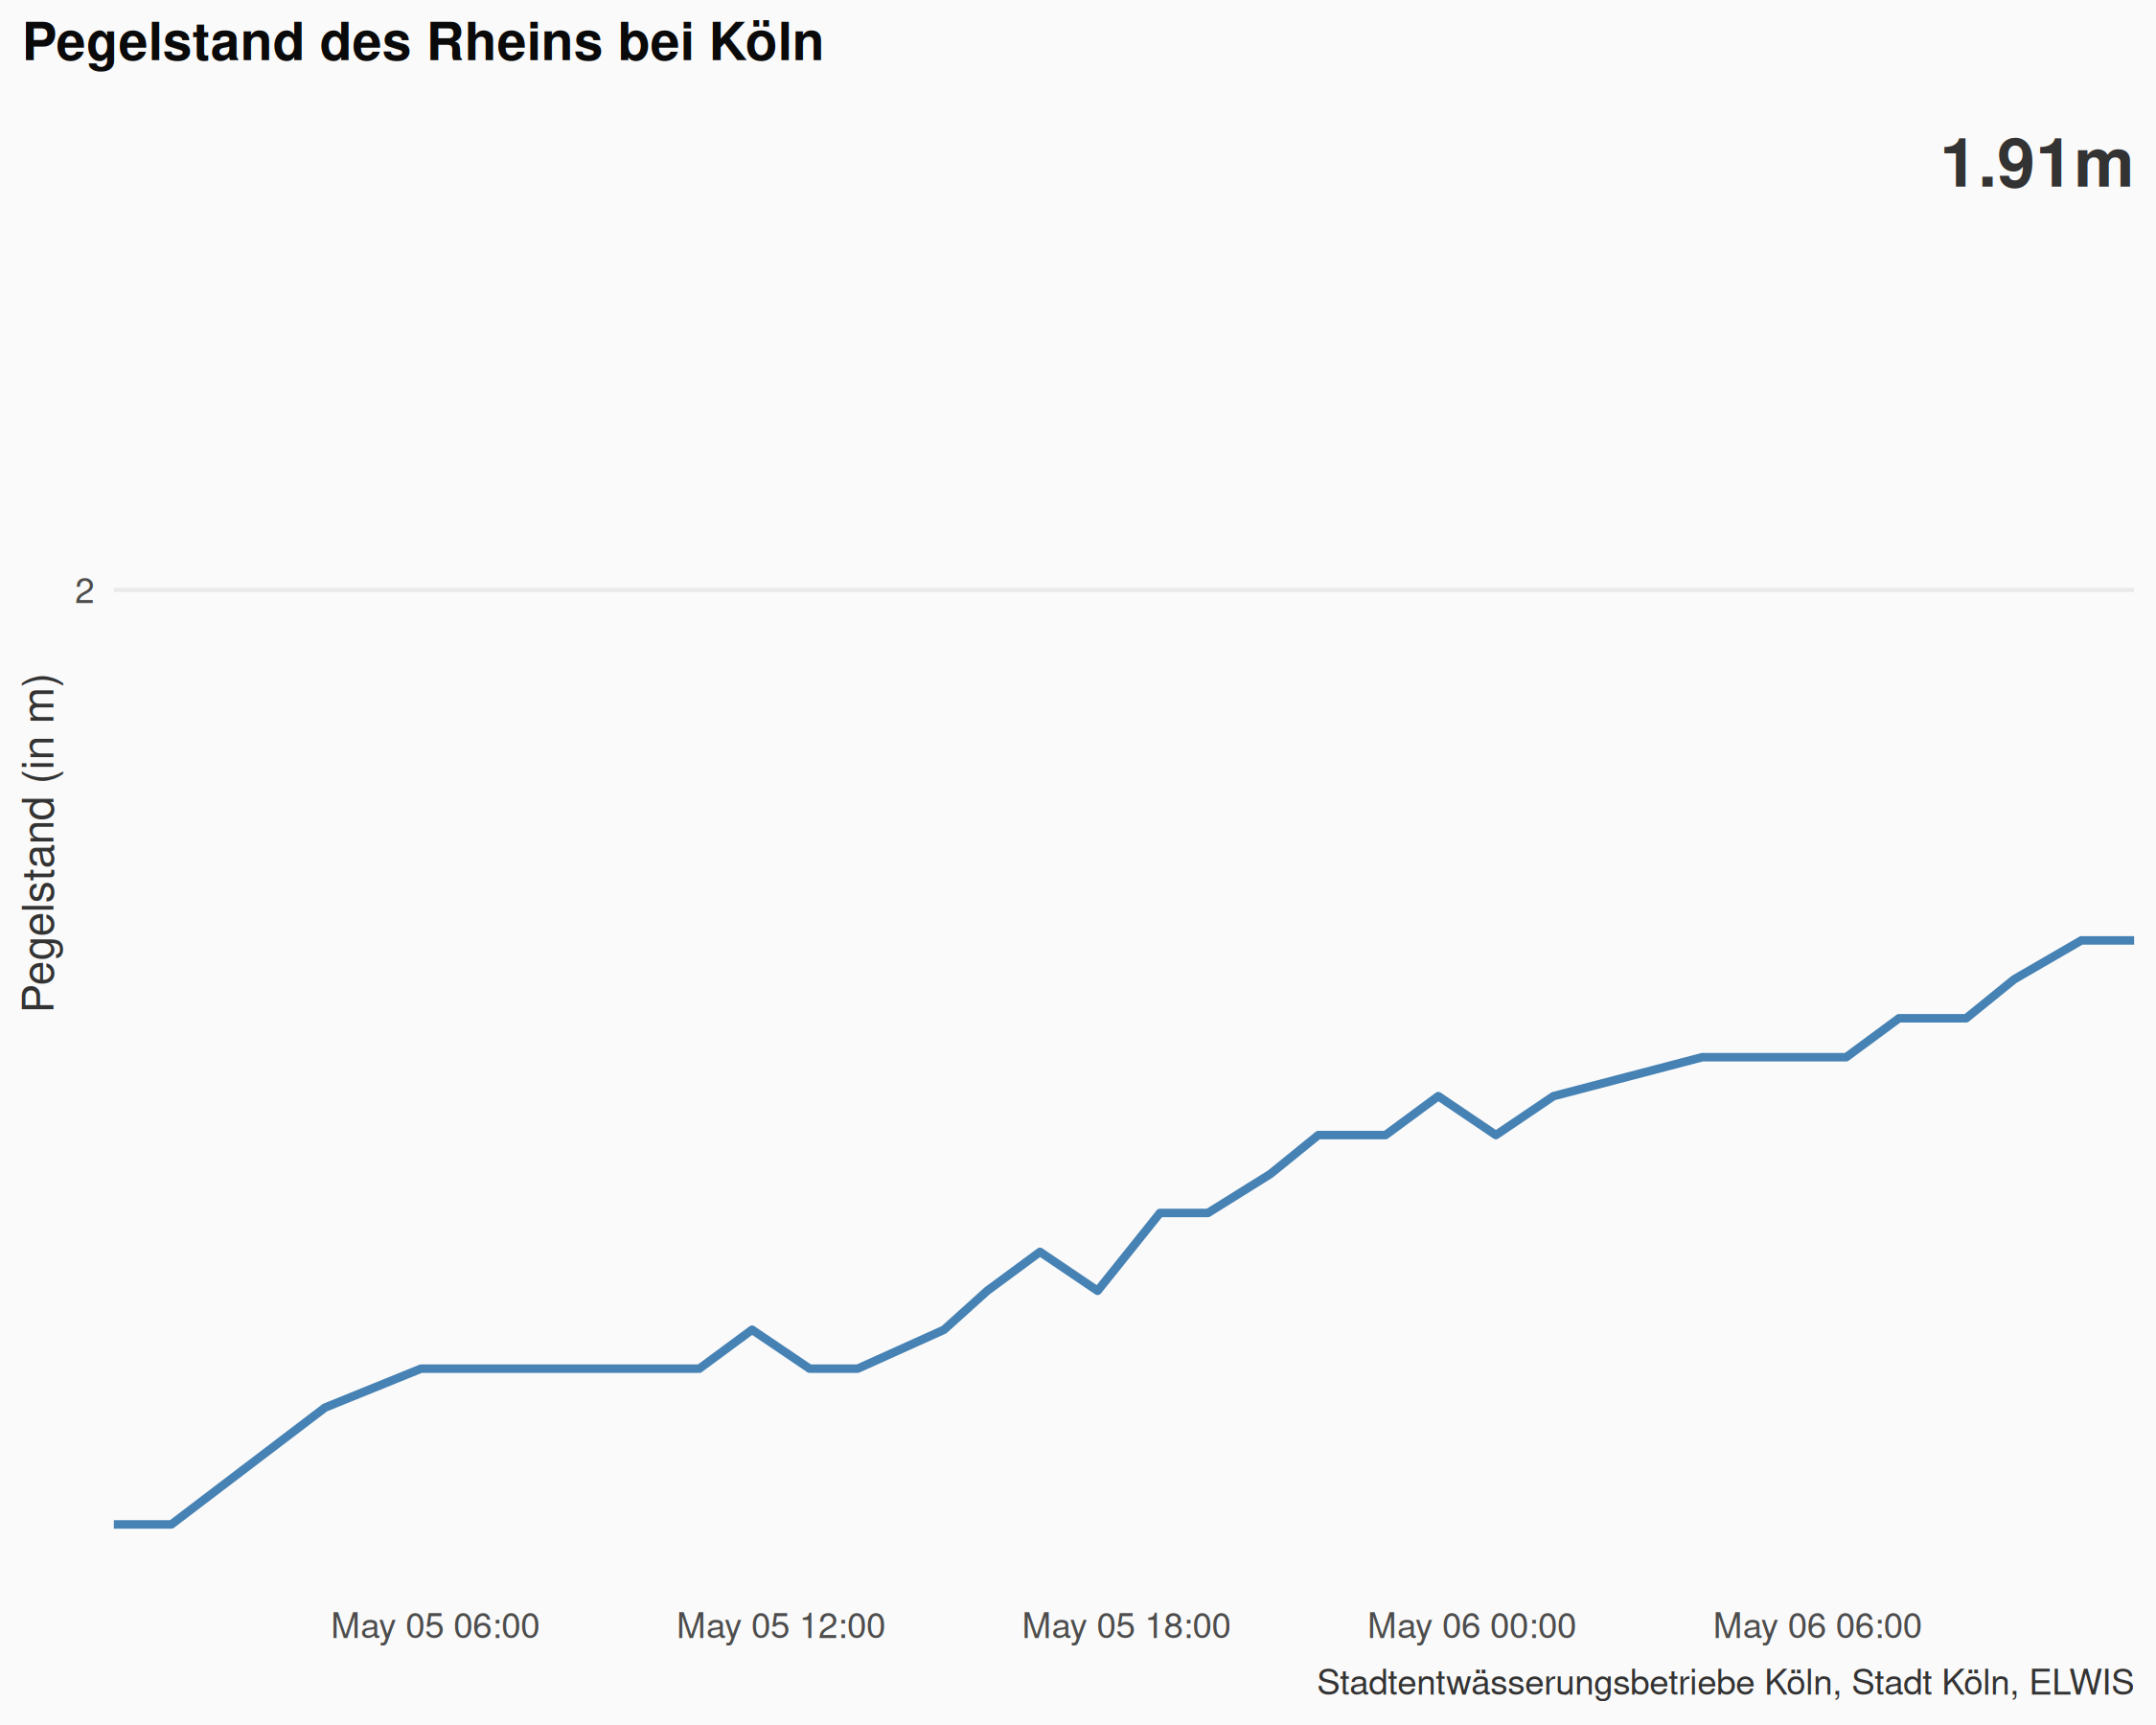 Pegelstand des Rheins bei Köln
1.91m
2
Pegelstand (in m)
May 05 06:00 May 05 12:00 May 05 18:00 May 06 00:00 May 06 06:00
Stadtentwässerungsbetriebe Köln, Stadt Köln, ELWIS